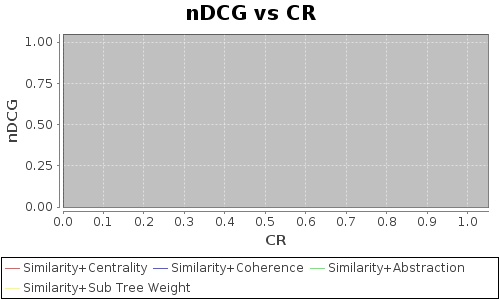 nDCG vs CR
1.00
0.75
0.50
0.25
0.00
nDCG
0.0 0.1 0.2 0.3 0.4 0.5 0.6 0.7 0.8 0.9 1.0
CR
Similarity+Centrality Similarity+Coherence Similarity+Abstraction
Similarity+Sub Tree Weight